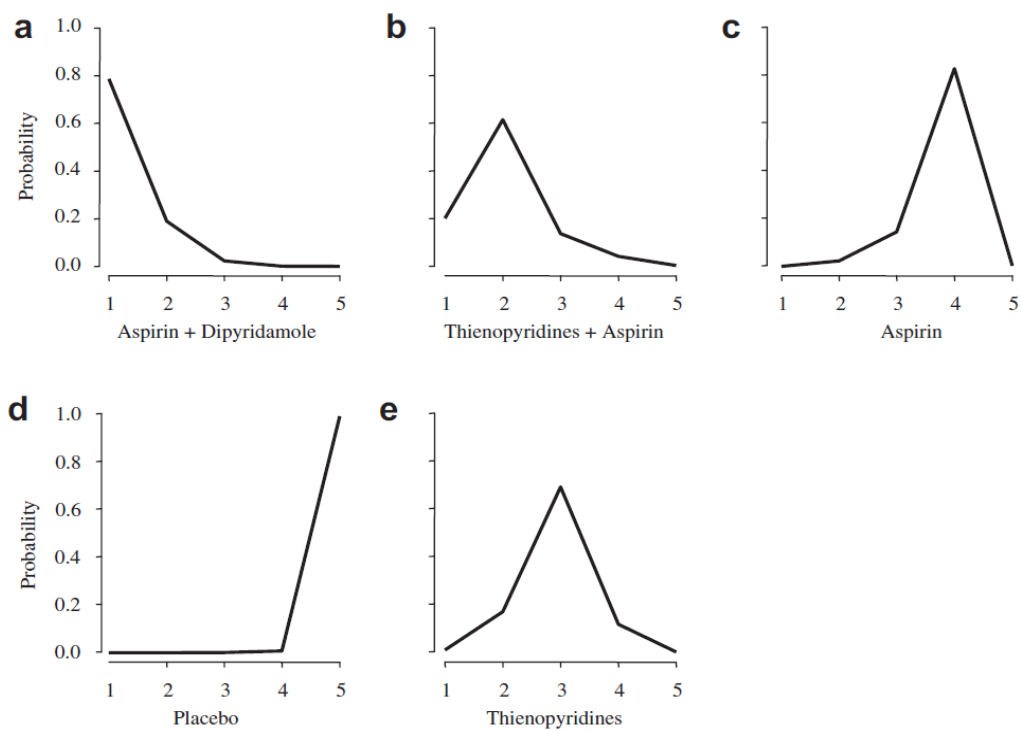 a
1.0
0.8
0.6
0.4
0.2
0.0
Probability
1 2 3 4 5
Aspirin + Dipyridamole
b
1 2 3 4 5
Thienopyridines + Aspirin
c
1 2 3 4 5
Aspirin
d
1.0
0.8
0.6
0.4
0.2
0.0
Probability
1 2 3 4 5
Placebo
e
1 2 3 4 5
Thienopyridines